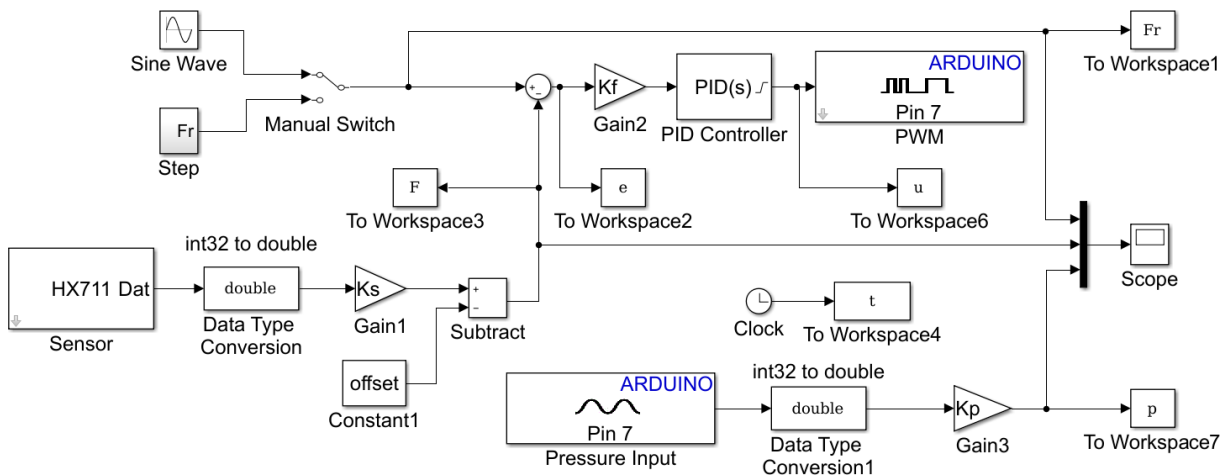 Sine Wave
Fr
Step
Manual Switch
+
−
Kf
Gain2
PID(s)
PID Controller
ARDUINO
Pin 7
PWM
Fr
To Workspace1
F
To Workspace3
e
To Workspace2
u
To Workspace6
HX711 Dat
Sensor
int32 to double
double
Data Type
Conversion
Ks
Gain1
+
−
Subtract
offset
Constant1
Scope
Clock
t
To Workspace4
ARDUINO
Pin 7
Pressure Input
int32 to double
double
Data Type
Conversion1
Kp
Gain3
p
To Workspace7